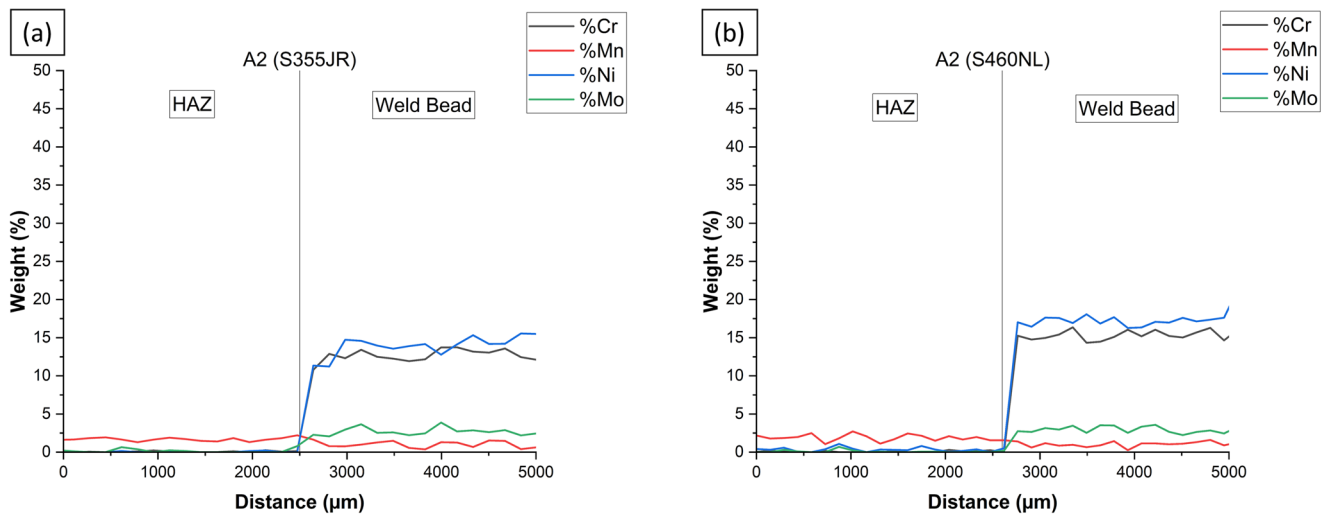 (a)
%Cr
%Mn
%Ni
%Mo
A2 (S355JR)
HAZ
Weld Bead
50
45
40
35
30
25
20
15
10
5
0
Weight (%)
0
1000
2000
3000
4000
5000
Distance (µm)
(b)
%Cr
%Mn
%Ni
%Mo
A2 (S460NL)
HAZ
Weld Bead
50
45
40
35
30
25
20
15
10
5
0
Weight (%)
0
1000
2000
3000
4000
5000
Distance (µm)